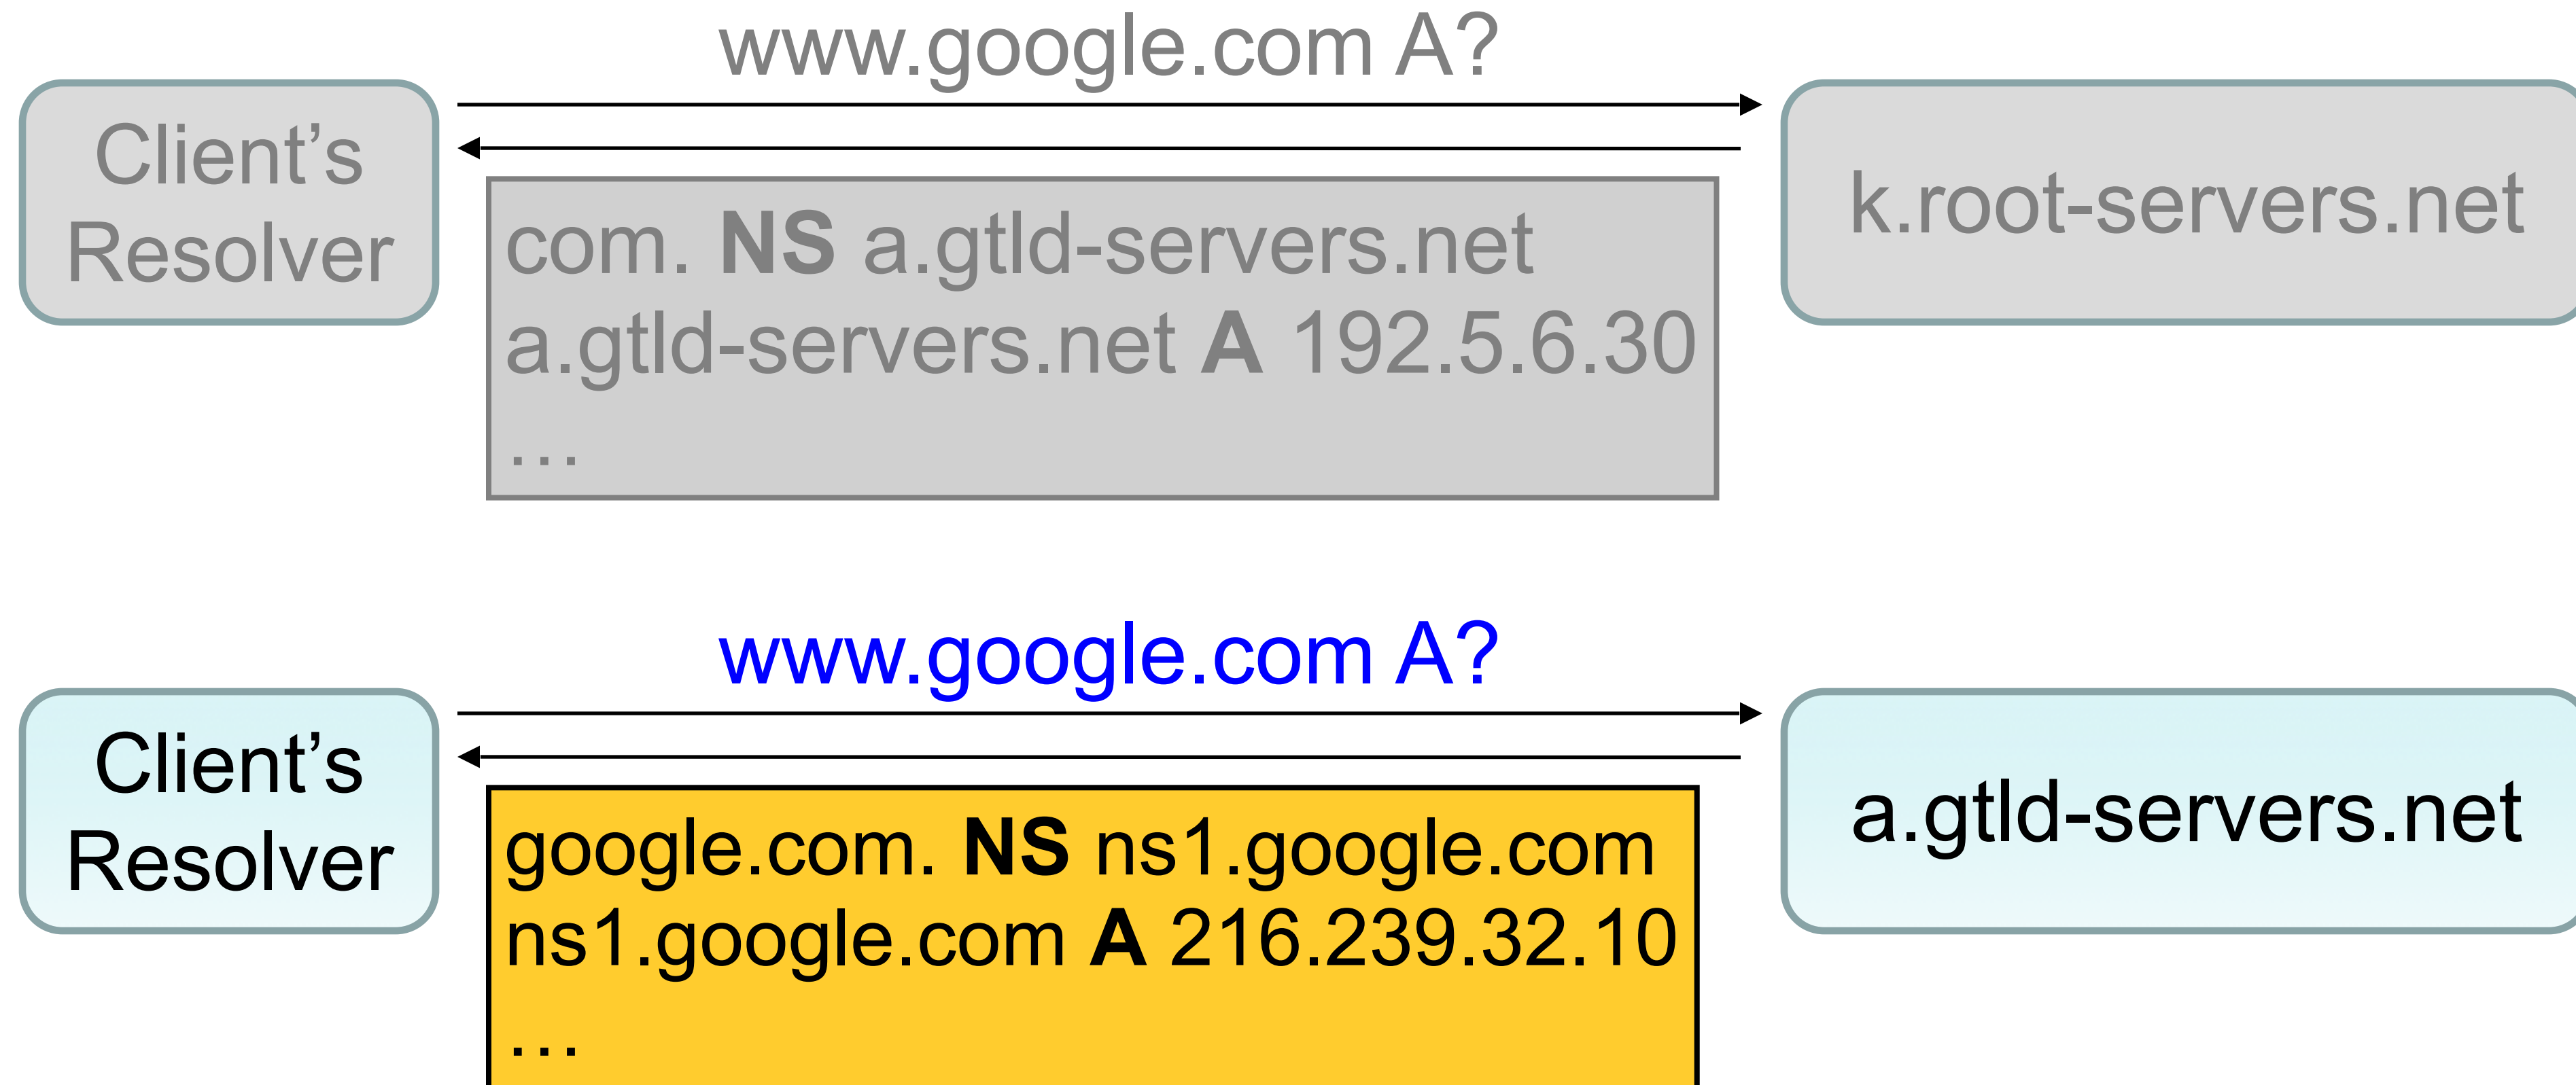 www.google.com A?
Client’s
Resolver
k.root-servers.net
com. NS a.gtld-servers.net
a.gtld-servers.net A 192.5.6.30
…
www.google.com A?
Client’s
Resolver
a.gtld-servers.net
google.com. NS ns1.google.com
ns1.google.com A 216.239.32.10
…